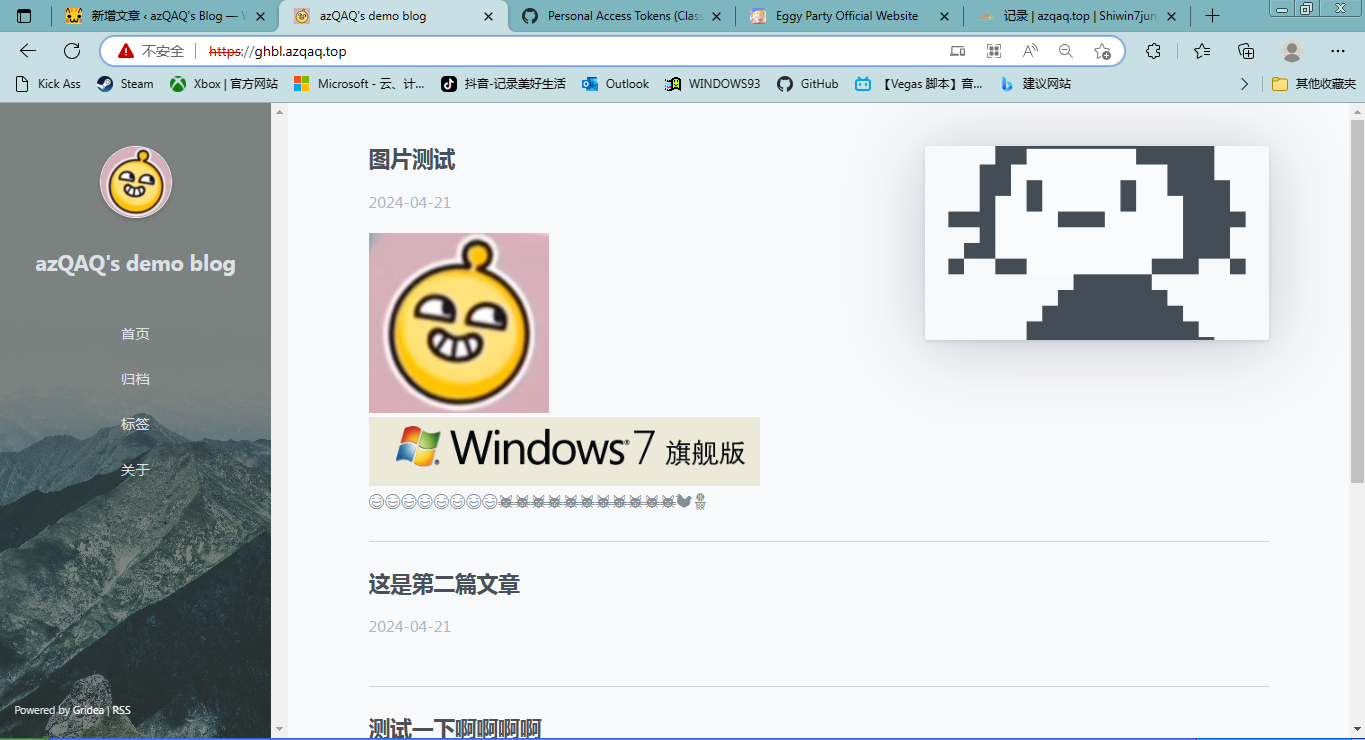 新增文章 ‹ azQAQ's Blog —
azQAQ's demo blog
Personal Access Tokens (Clas
Eggy Party Official Website
记录 | azqaq.top | Shiwin7jun
不安全
https://ghbl.azqaq.top
Kick Ass
Steam
Xbox | 官方网站
Microsoft - 云、计...
抖音-记录美好生活
Outlook
WINDOWS93
GitHub
【Vegas 脚本】音...
建议网站
其他收藏夹
azQAQ's demo blog
首页
归档
标签
关于
Powered by Gridea | RSS
图片测试
2024-04-21
Windows® 7 旗舰版
😊😊😊😊😊😊😊😊
这是第二篇文章
2024-04-21
测试一下啊啊啊啊